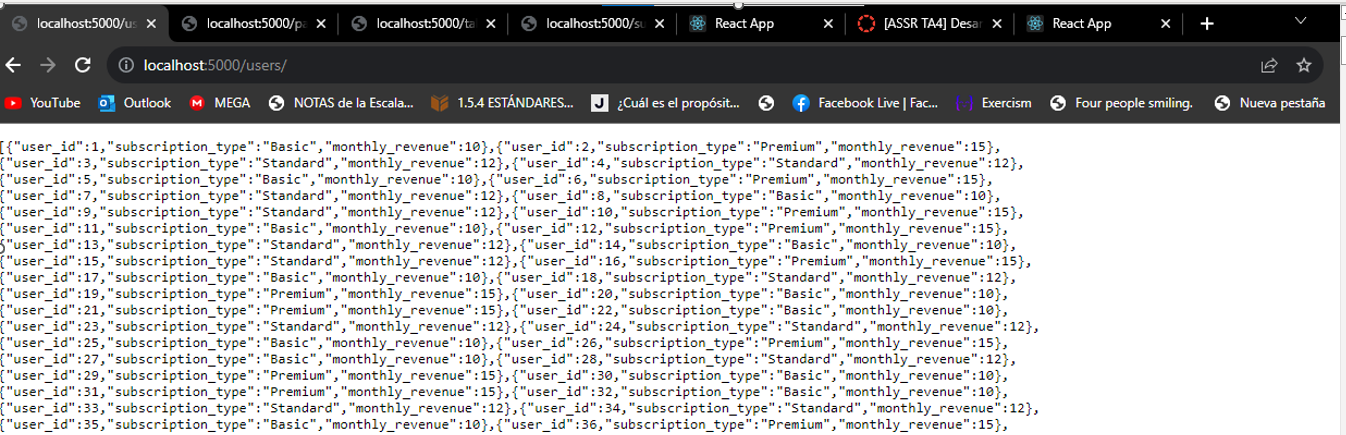 localhost:5000/us
localhost:5000/pa
localhost:5000/ta
localhost:5000/su
React App
[ASSR TA4] Desar
React App
localhost:5000/users/
YouTube
Outlook
MEGA
NOTAS de la Escala...
1.5.4 ESTÁNDARES...
¿Cuál es el propósit...
Facebook Live | Fac...
Exercism
Four people smiling.
Nueva pestaña
[{"user_id":1,"subscription_type":"Basic","monthly_revenue":10},{"user_id":2,"subscription_type":"Premium","monthly_revenue":15},
{"user_id":3,"subscription_type":"Standard","monthly_revenue":12},{"user_id":4,"subscription_type":"Standard","monthly_revenue":12},
{"user_id":5,"subscription_type":"Basic","monthly_revenue":10},{"user_id":6,"subscription_type":"Premium","monthly_revenue":15},
{"user_id":7,"subscription_type":"Standard","monthly_revenue":12},{"user_id":8,"subscription_type":"Basic","monthly_revenue":10},
{"user_id":9,"subscription_type":"Standard","monthly_revenue":12},{"user_id":10,"subscription_type":"Premium","monthly_revenue":15},
{"user_id":11,"subscription_type":"Basic","monthly_revenue":10},{"user_id":12,"subscription_type":"Premium","monthly_revenue":15},
{"user_id":13,"subscription_type":"Standard","monthly_revenue":12},{"user_id":14,"subscription_type":"Basic","monthly_revenue":10},
{"user_id":15,"subscription_type":"Standard","monthly_revenue":12},{"user_id":16,"subscription_type":"Premium","monthly_revenue":15},
{"user_id":17,"subscription_type":"Basic","monthly_revenue":10},{"user_id":18,"subscription_type":"Standard","monthly_revenue":12},
{"user_id":19,"subscription_type":"Premium","monthly_revenue":15},{"user_id":20,"subscription_type":"Basic","monthly_revenue":10},
{"user_id":21,"subscription_type":"Premium","monthly_revenue":15},{"user_id":22,"subscription_type":"Basic","monthly_revenue":10},
{"user_id":23,"subscription_type":"Standard","monthly_revenue":12},{"user_id":24,"subscription_type":"Standard","monthly_revenue":12},
{"user_id":25,"subscription_type":"Basic","monthly_revenue":10},{"user_id":26,"subscription_type":"Premium","monthly_revenue":15},
{"user_id":27,"subscription_type":"Basic","monthly_revenue":10},{"user_id":28,"subscription_type":"Standard","monthly_revenue":12},
{"user_id":29,"subscription_type":"Premium","monthly_revenue":15},{"user_id":30,"subscription_type":"Basic","monthly_revenue":10},
{"user_id":31,"subscription_type":"Premium","monthly_revenue":15},{"user_id":32,"subscription_type":"Basic","monthly_revenue":10},
{"user_id":33,"subscription_type":"Standard","monthly_revenue":12},{"user_id":34,"subscription_type":"Standard","monthly_revenue":12},
{"user_id":35,"subscription_type":"Basic","monthly_revenue":10},{"user_id":36,"subscription_type":"Premium","monthly_revenue":15},